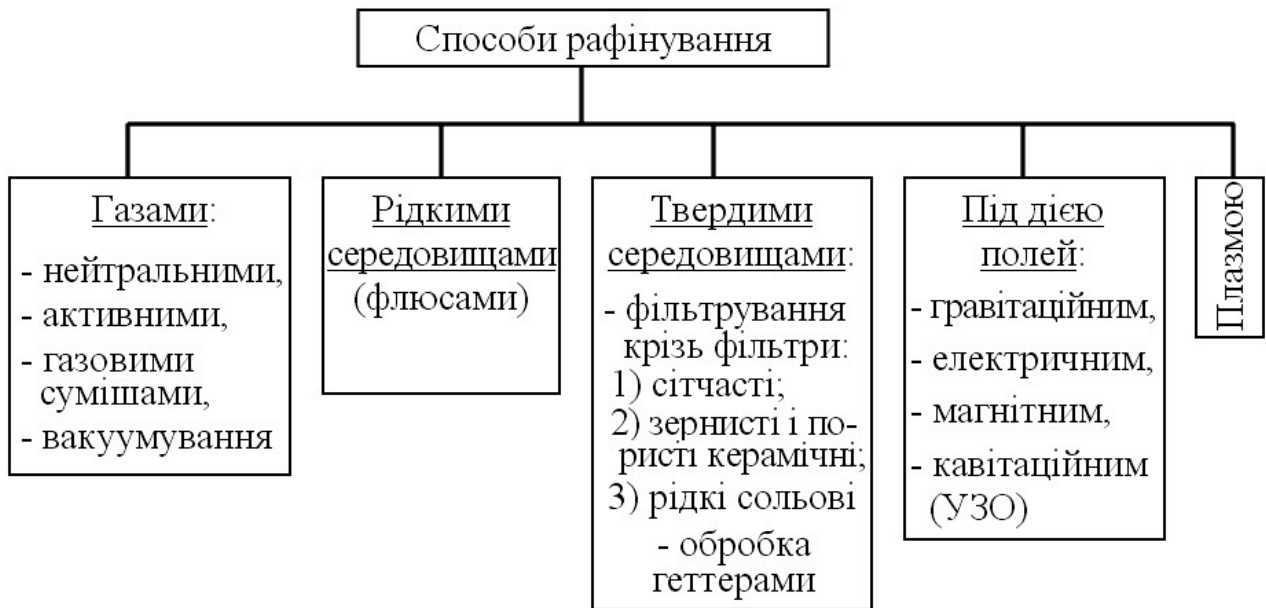 Способи рафінування
Газами:
- нейтральними,
- активними,
- газовими
сумішами,
- вакуумування
Рідкими
середовищами
(флюсами)
Твердими
середовищами:
- фільтрування
крізь фільтри:
1) сітчасті;
2) зернисті і по-
ристі керамічні;
3) рідкі сольові
- обробка
геттерами
Під дією
полей:
- гравітаційним,
- електричним,
- магнітним,
- кавітаційним
(УЗО)
Плазмою